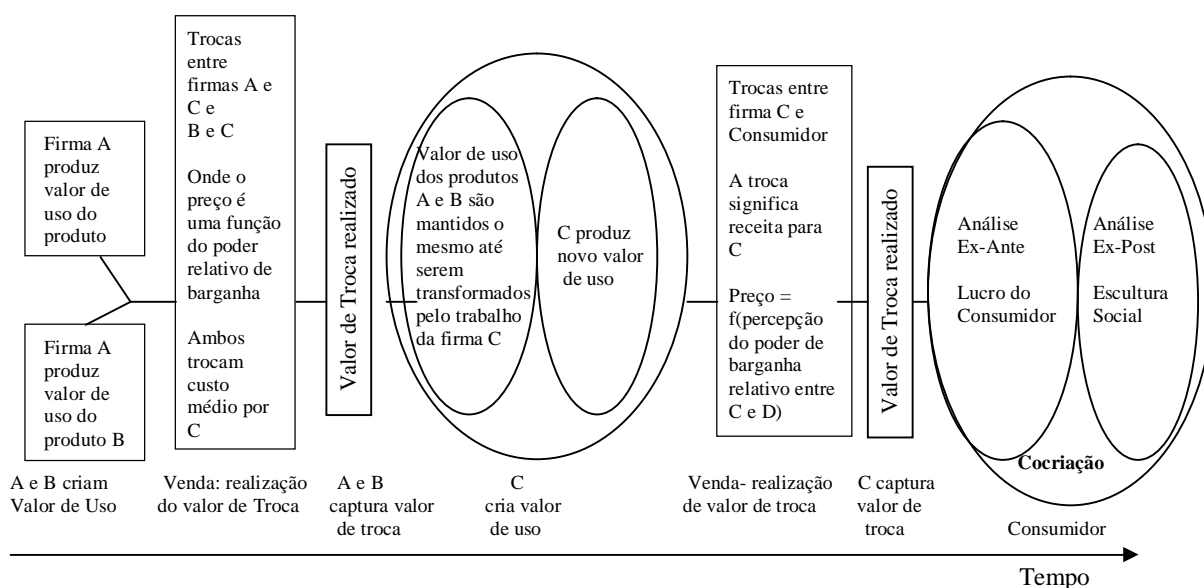 Firma A
produz
valor de
uso do
produto
Firma A
produz
valor de
uso do
produto B
A e B criam
Valor de Uso
Trocas
entre
firmas A e
C e
B e C
Onde o
preço é
uma função
do poder
relativo de
barganha
Ambos
trocam
custo
médio por
C
Venda: realização
do valor de Troca
Valor de Troca realizado
A e B
captura valor
de troca
Valor de uso
dos produtos
A e B são
mantidos o
mesmo até
serem
transformados
pelo trabalho
da firma C
C produz
novo valor
de uso
C
cria valor
de uso
Trocas entre
firma C e
Consumidor
A troca
significa
receita para
C
Preço =
f(percepção
do poder de
barganha
relativo entre
C e D)
Venda- realização
de valor de troca
Valor de Troca realizado
C captura
valor de
troca
Análise
Ex-Ante
Lucro do
Consumidor
Análise
Ex-Post
Escultura
Social
Cocriação
Consumidor
Tempo